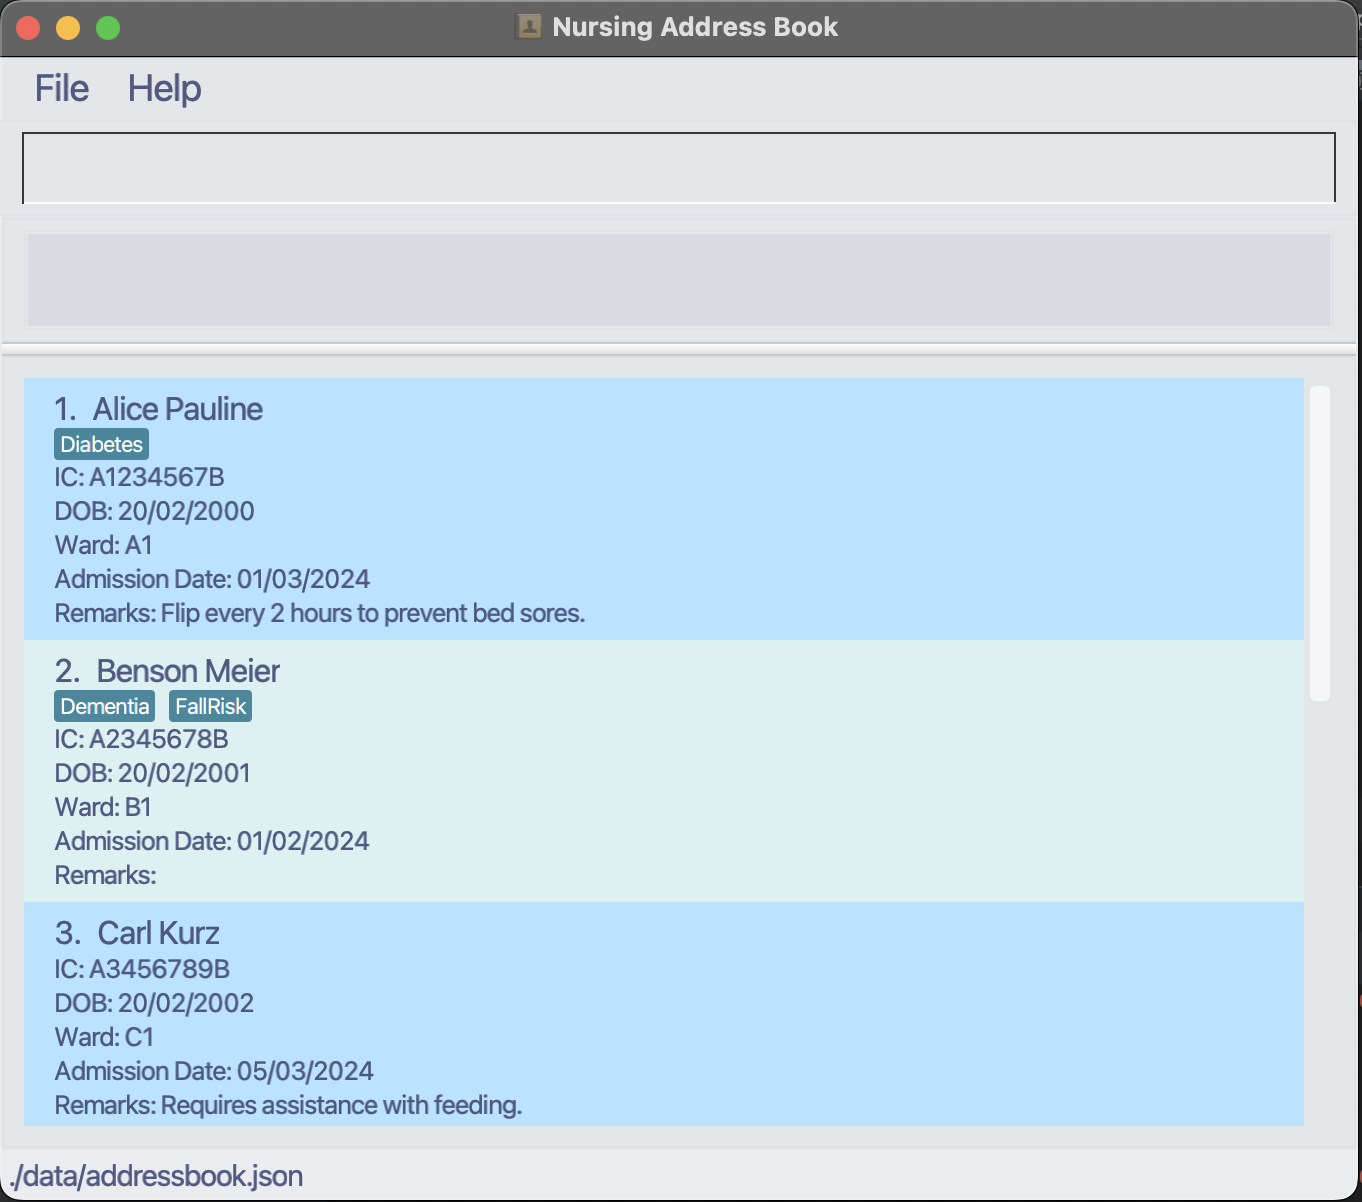 Nursing Address Book
File Help
1. Alice Pauline
Diabetes
IC: A1234567B
DOB: 20/02/2000
Ward: A1
Admission Date: 01/03/2024
Remarks: Flip every 2 hours to prevent bed sores.
2. Benson Meier
Dementia FallRisk
IC: A2345678B
DOB: 20/02/2001
Ward: B1
Admission Date: 01/02/2024
Remarks:
3. Carl Kurz
IC: A3456789B
DOB: 20/02/2002
Ward: C1
Admission Date: 05/03/2024
Remarks: Requires assistance with feeding.
./data/addressbook.json